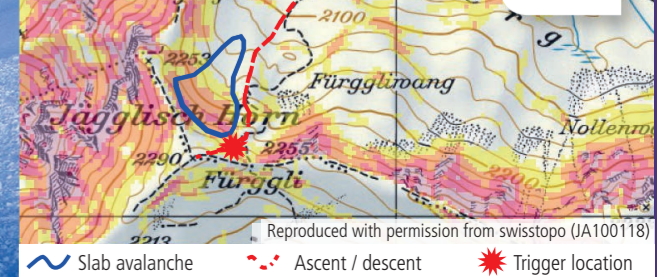 2100
r g
2253
Fürggliwang
Jägglisch Horn
Nollenw
2290
2255
Fürggli
2200
2213
Reproduced with permission from swisstopo (JA100118)
Slab avalanche
Ascent / descent
Trigger location